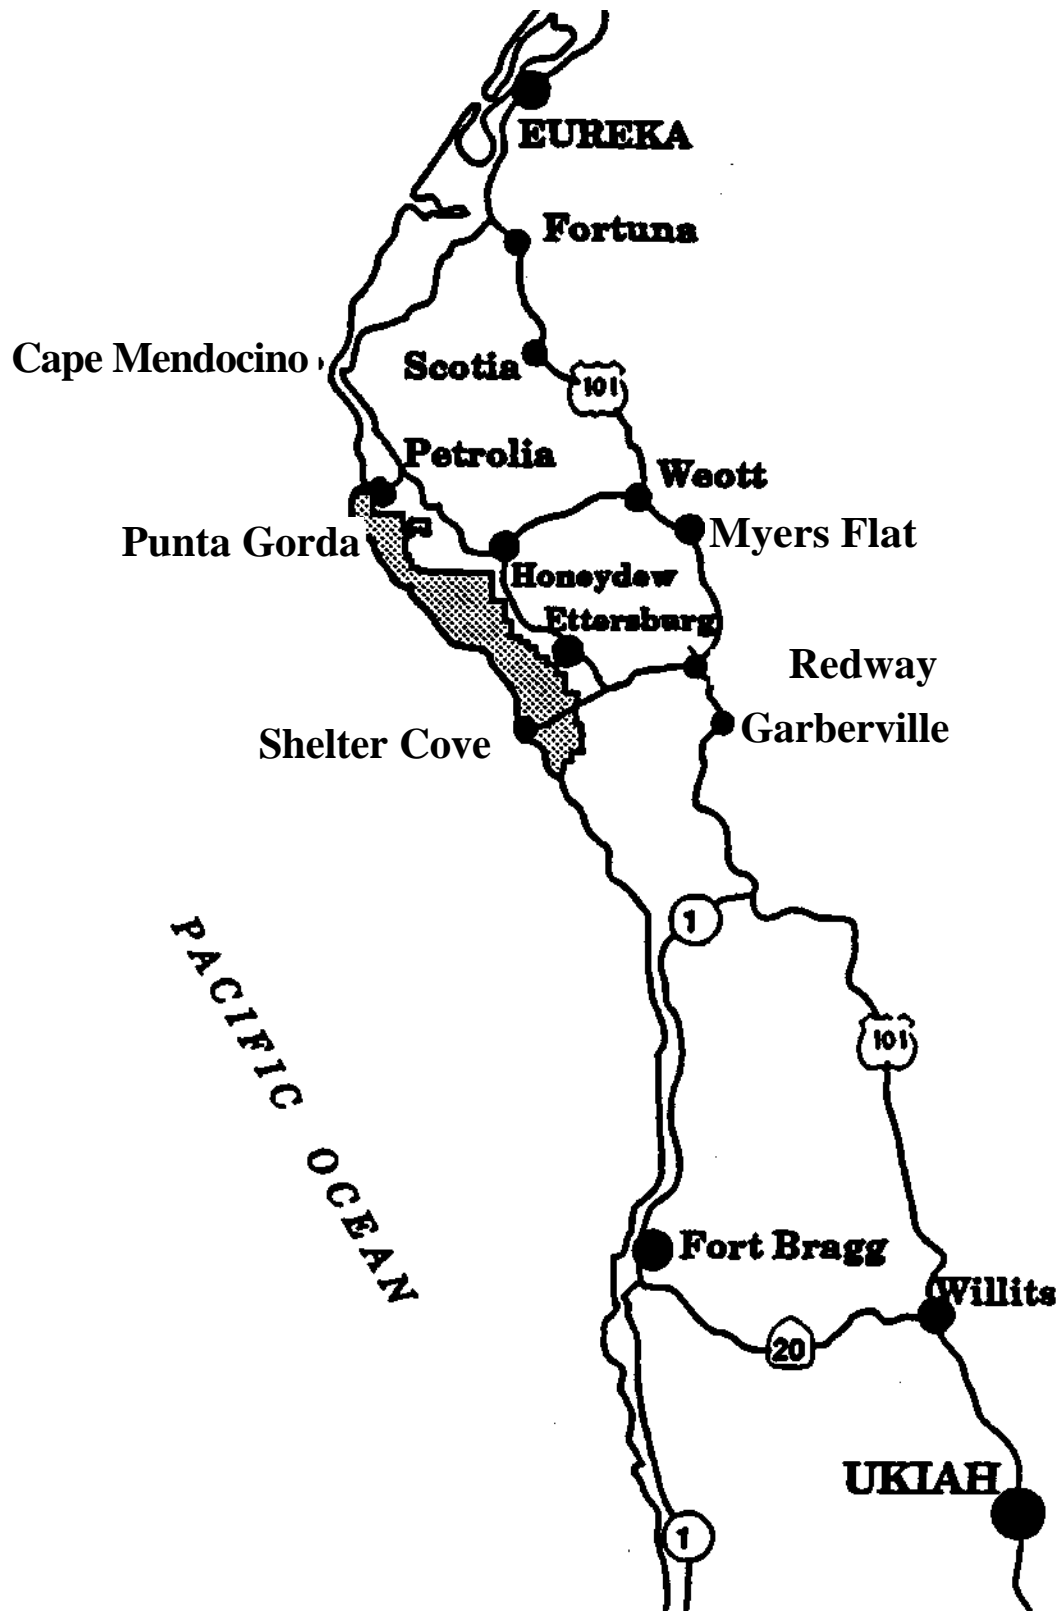 EUREKA
Fortuna
Cape Mendocino
Scotia
101
Petrolia
Weott
Punta Gorda
Myers Flat
Honeydew
Ettersburg
Redway
Garberville
Shelter Cove
1
PACIFIC OCEAN
101
Fort Bragg
Willits
20
UKIAH
1